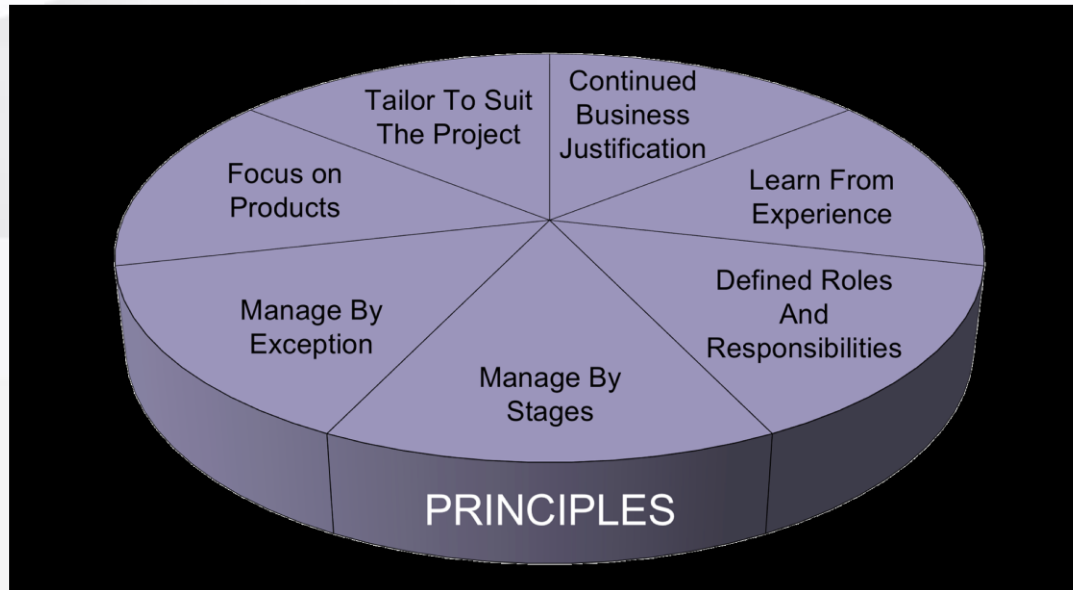 Continued
Business
Justification
Learn From
Experience
Defined Roles
And
Responsibilities
Manage By
Stages
Manage By
Exception
Focus on
Products
Tailor To Suit
The Project
PRINCIPLES